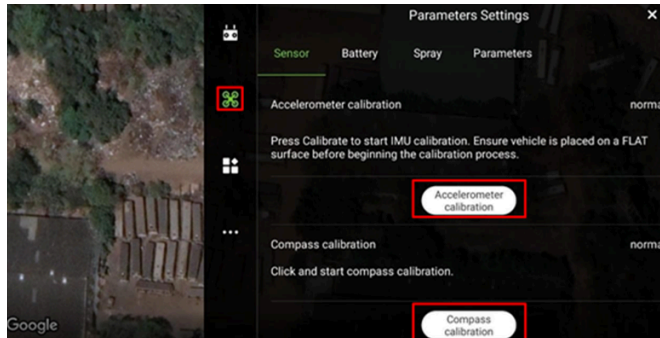 Parameters Settings
Sensor Battery Spray Parameters
Accelerometer calibration norma
Press Calibrate to start IMU calibration. Ensure vehicle is placed on a FLAT
surface before beginning the calibration process.
Accelerometer
calibration
Compass calibration norma
Click and start compass calibration.
Compass
calibration
Google